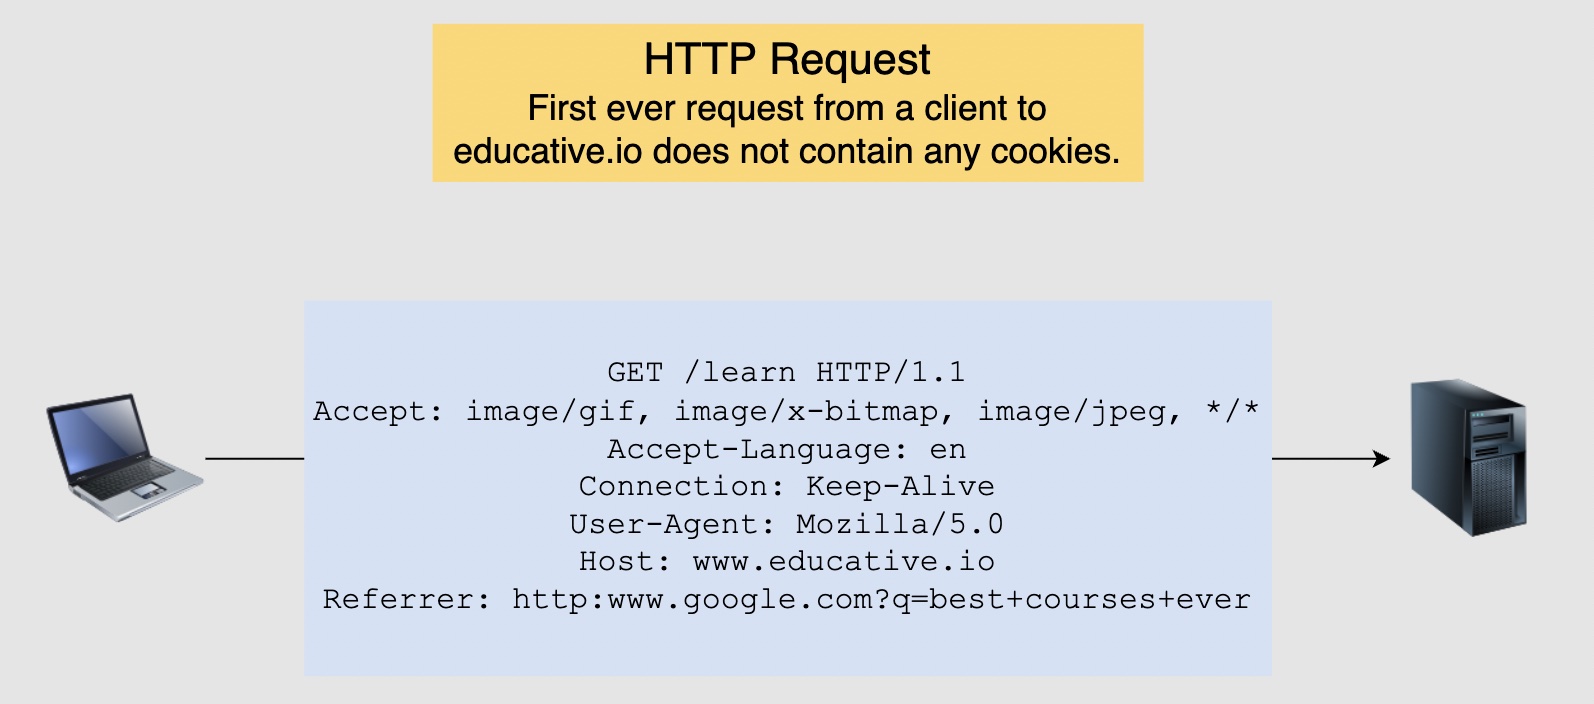 HTTP Request
First ever request from a client to
educative.io does not contain any cookies.
GET /learn HTTP/1.1
Accept: image/gif, image/x-bitmap, image/jpeg, */*
Accept-Language: en
Connection: Keep-Alive
User-Agent: Mozilla/5.0
Host: www.educative.io
Referrer: http:www.google.com?q=best+courses+ever